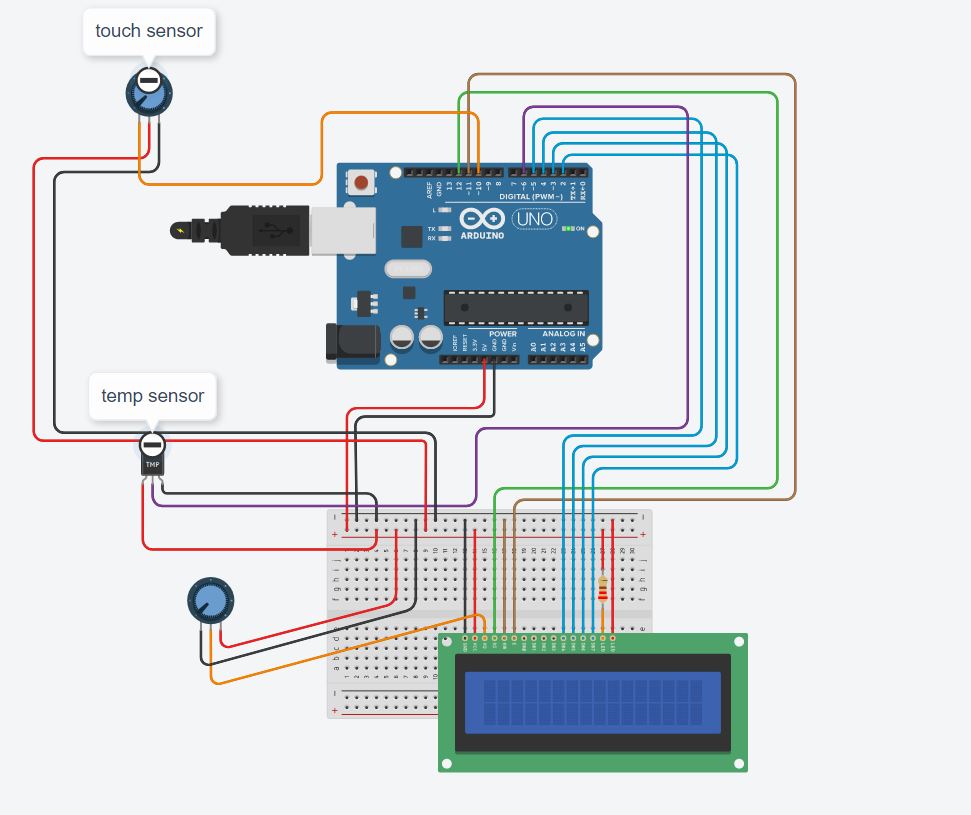 touch sensor
AREF
GND
13
12
~11
~10
~9
8
7
~6
~5
4
~3
2
TX→1
RX←0
DIGITAL (PWM ~)
L
TX
RX
UNO
ARDUINO
ON
POWER
ANALOG IN
IOREF
RESET
3.3V
5V
GND
GND
Vin
A0
A1
A2
A3
A4
A5
temp sensor
TMP